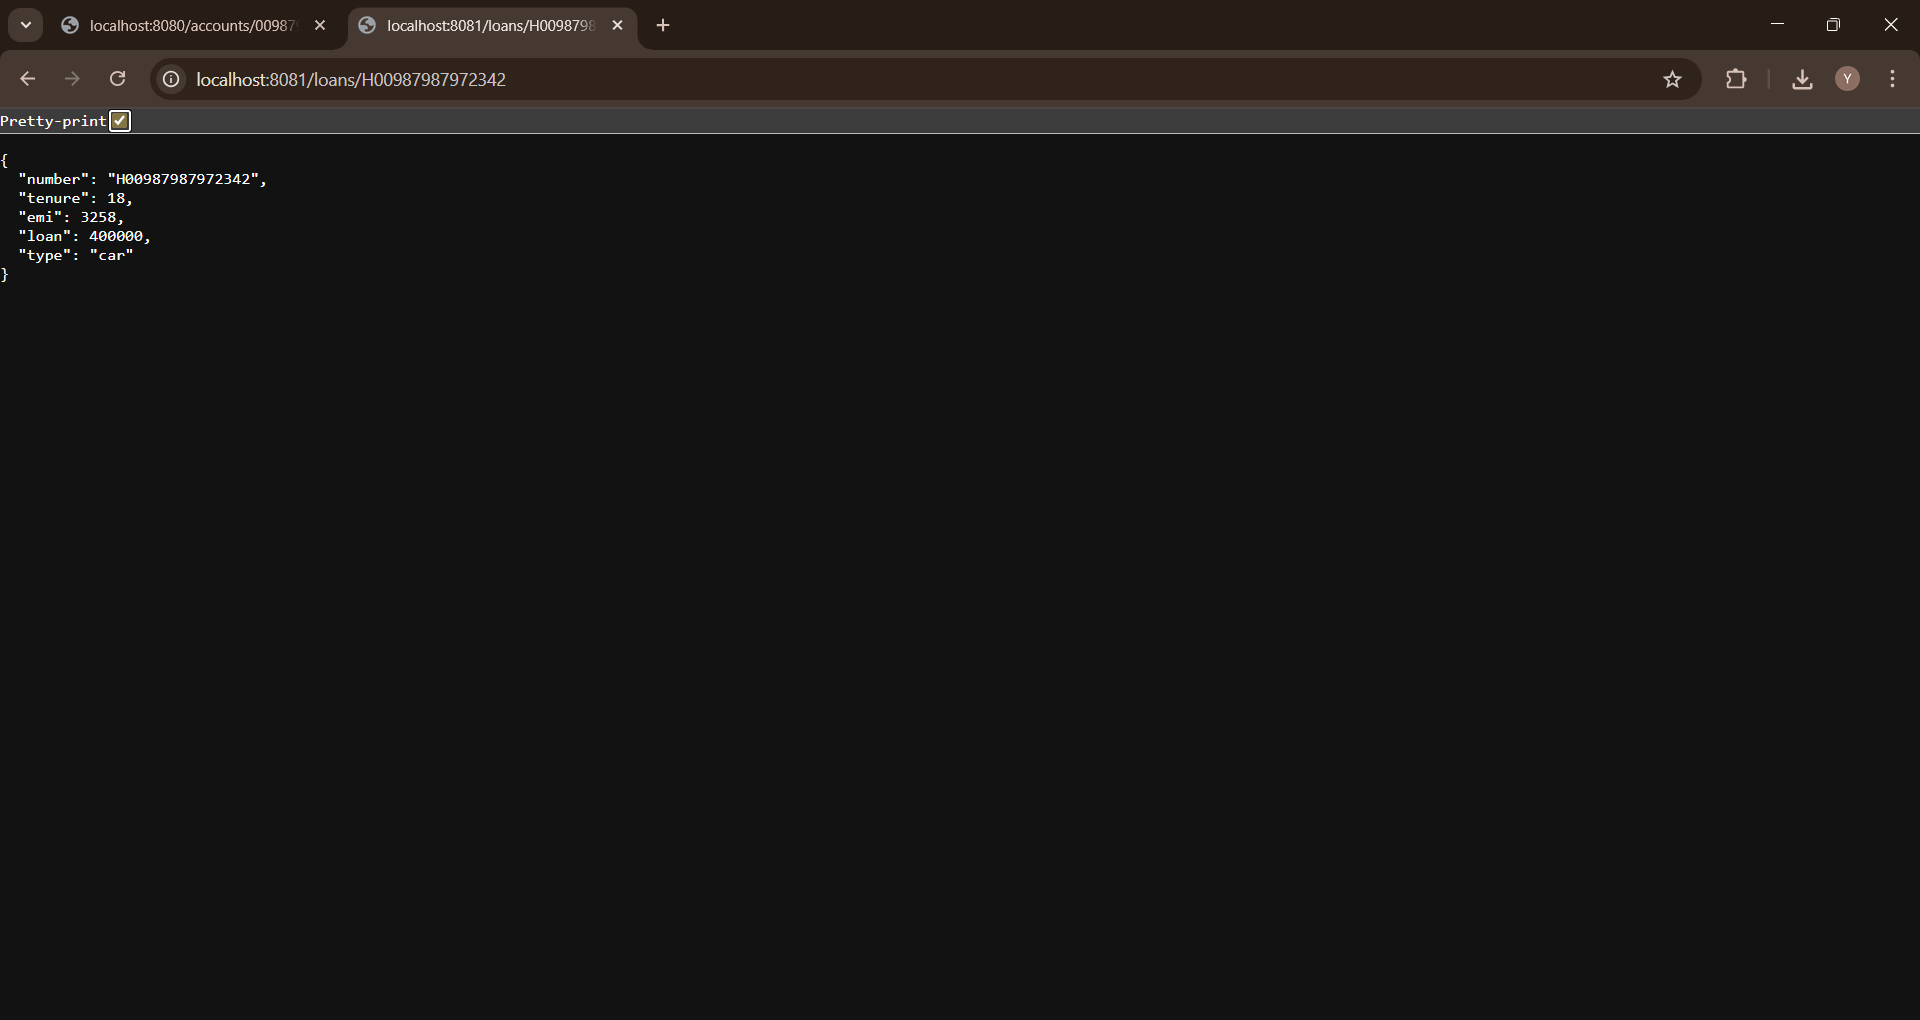 localhost:8080/accounts/00987
localhost:8081/loans/H0098798
localhost:8081/loans/H00987987972342
Y
Pretty-print
{
  "number": "H00987987972342",
  "tenure": 18,
  "emi": 3258,
  "loan": 400000,
  "type": "car"
}